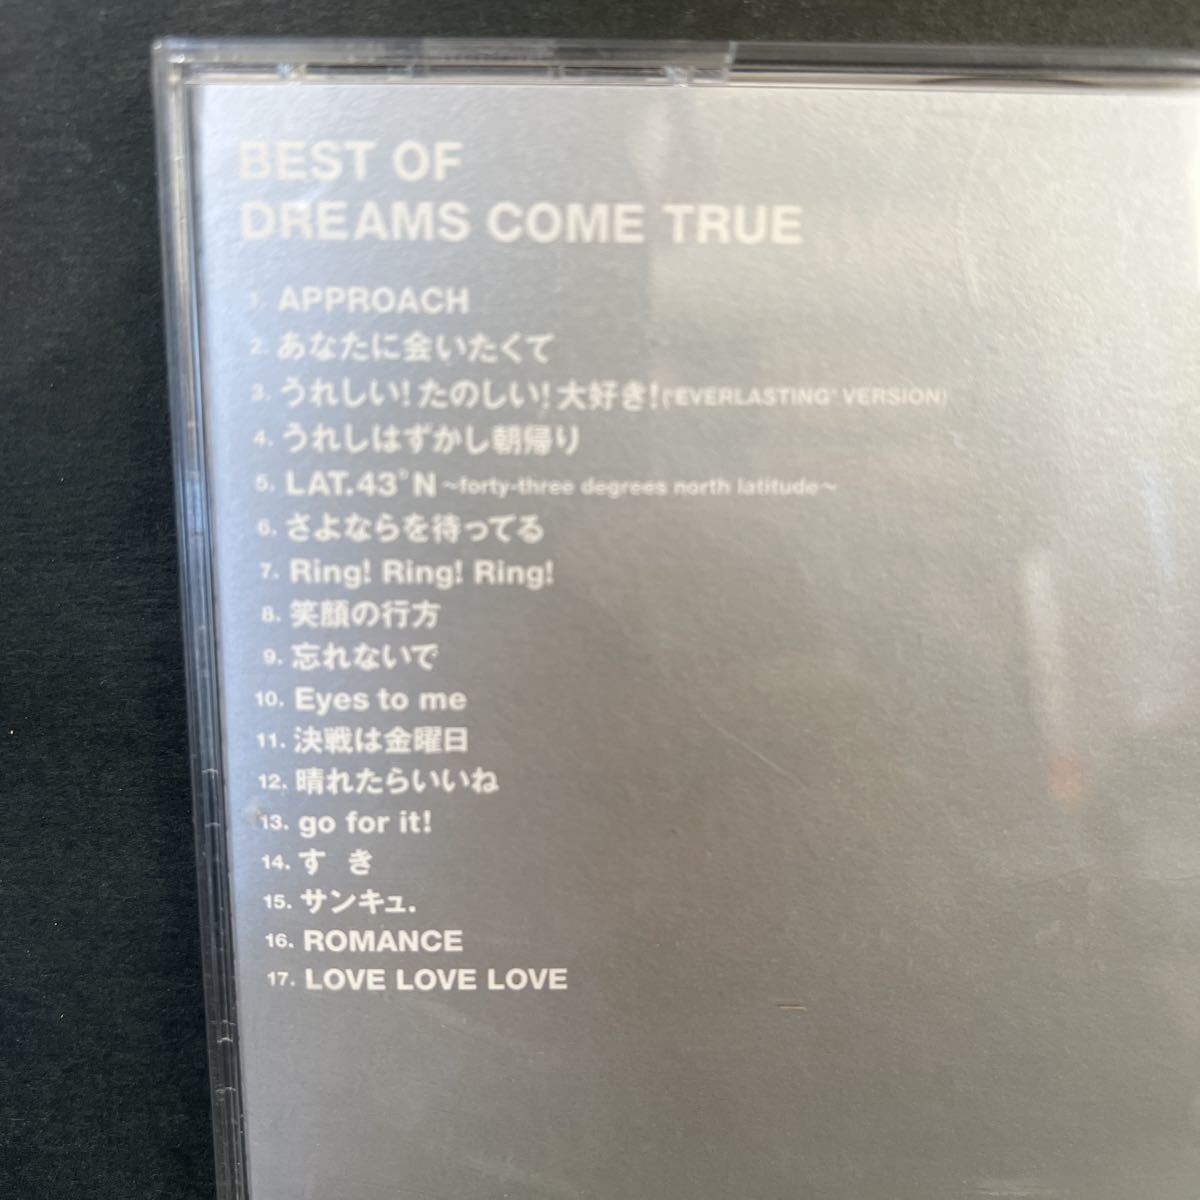 BEST OF
DREAMS COME TRUE
1. APPROACH
2. あなたに会いたくて
3. うれしい!たのしい!大好き!("EVERLASTING" VERSION)
4. うれしはずかし朝帰り
5. LAT.43°N ~forty-three degrees north latitude~
6. さよならを待ってる
7. Ring! Ring! Ring!
8. 笑顔の行方
9. 忘れないで
10. Eyes to me
11. 決戦は金曜日
12. 晴れたらいいね
13. go for it!
14. す き
15. サンキュ.
16. ROMANCE
17. LOVE LOVE LOVE